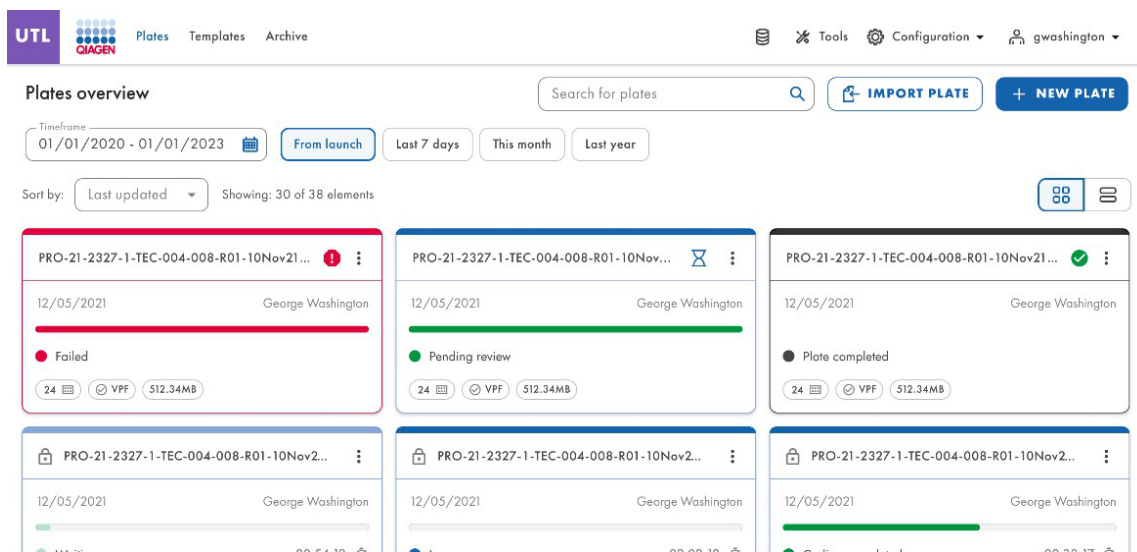 UTL QIAGEN Plates Templates Archive Tools Configuration gwashington
Plates overview Search for plates IMPORT PLATE + NEW PLATE
Timeframe
01/01/2020 - 01/01/2023 From launch Last 7 days This month Last year
Sort by: Last updated Showing: 30 of 38 elements
PRO-21-2327-1-TEC-004-008-R01-10Nov21... PRO-21-2327-1-TEC-004-008-R01-10Nov... PRO-21-2327-1-TEC-004-008-R01-10Nov21...
12/05/2021 George Washington 12/05/2021 George Washington 12/05/2021 George Washington
Failed Pending review Plate completed
24 VPF 512.34MB 24 VPF 512.34MB 24 VPF 512.34MB
PRO-21-2327-1-TEC-004-008-R01-10Nov2... PRO-21-2327-1-TEC-004-008-R01-10Nov2... PRO-21-2327-1-TEC-004-008-R01-10Nov2...
12/05/2021 George Washington 12/05/2021 George Washington 12/05/2021 George Washington